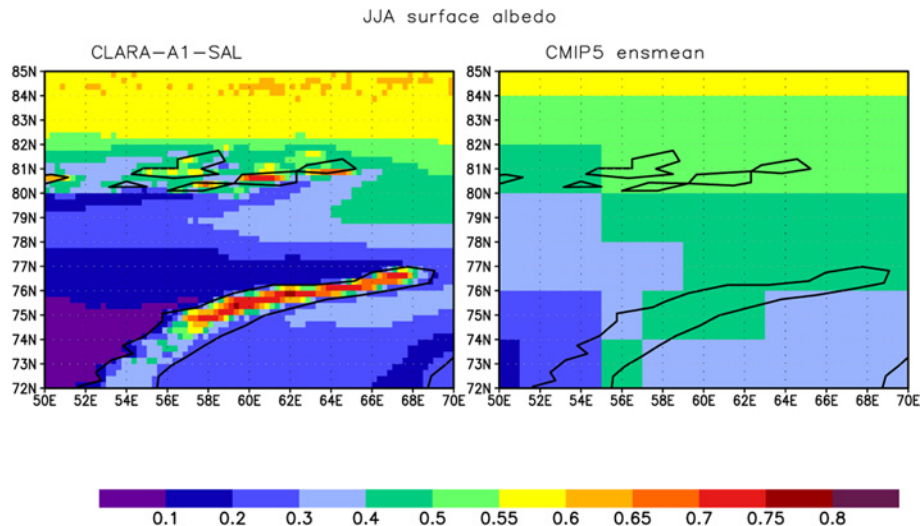 JJA surface albedo
CLARA-A1-SAL CMIP5 ensmean
85N 85N
84N 84N
83N 83N
82N 82N
81N 81N
80N 80N
79N 79N
78N 78N
77N 77N
76N 76N
75N 75N
74N 74N
73N 73N
72N 72N
50E 52E 54E 56E 58E 60E 62E 64E 66E 68E 70E 50E 52E 54E 56E 58E 60E 62E 64E 66E 68E 70E
0.1 0.2 0.3 0.4 0.5 0.55 0.6 0.65 0.7 0.75 0.8